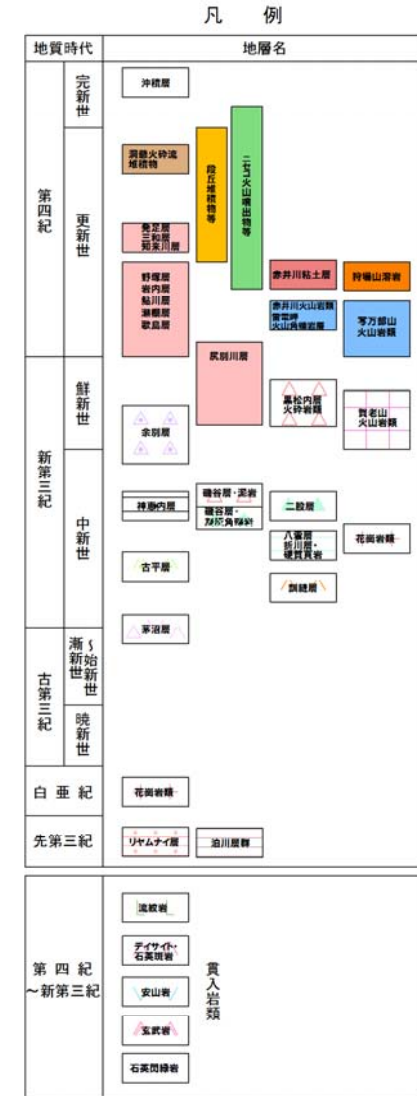 凡 例
地質時代
地層名
第四紀
完新世
更新世
沖積層
洞爺火砕流
堆積物
段丘堆積物等
ニセコ火山噴出物等
発足層
三和層
知来川層
野塚層
岩内層
鮎川層
瀬棚層
歌島層
赤井川粘土層
狩場山溶岩
赤井川火山岩類
雷電岬
火山角礫岩層
写万部山
火山岩類
新第三紀
鮮新世
中新世
尻別川層
余別層
黒松内層
火砕岩類
賀老山
火山岩類
神恵内層
磯谷層・泥岩
磯谷層・
二股層
八雲層
折川層・
硬質頁岩
花崗岩類
古平層
訓縫層
古第三紀
漸新世
～始新世
暁新世
茅沼層
白亜紀
花崗岩類
先第三紀
リヤムナイ層
泊川層群
第四紀
～新第三紀
流紋岩
デイサイト・
石英斑岩
安山岩
玄武岩
石英閃緑岩
貫入岩類